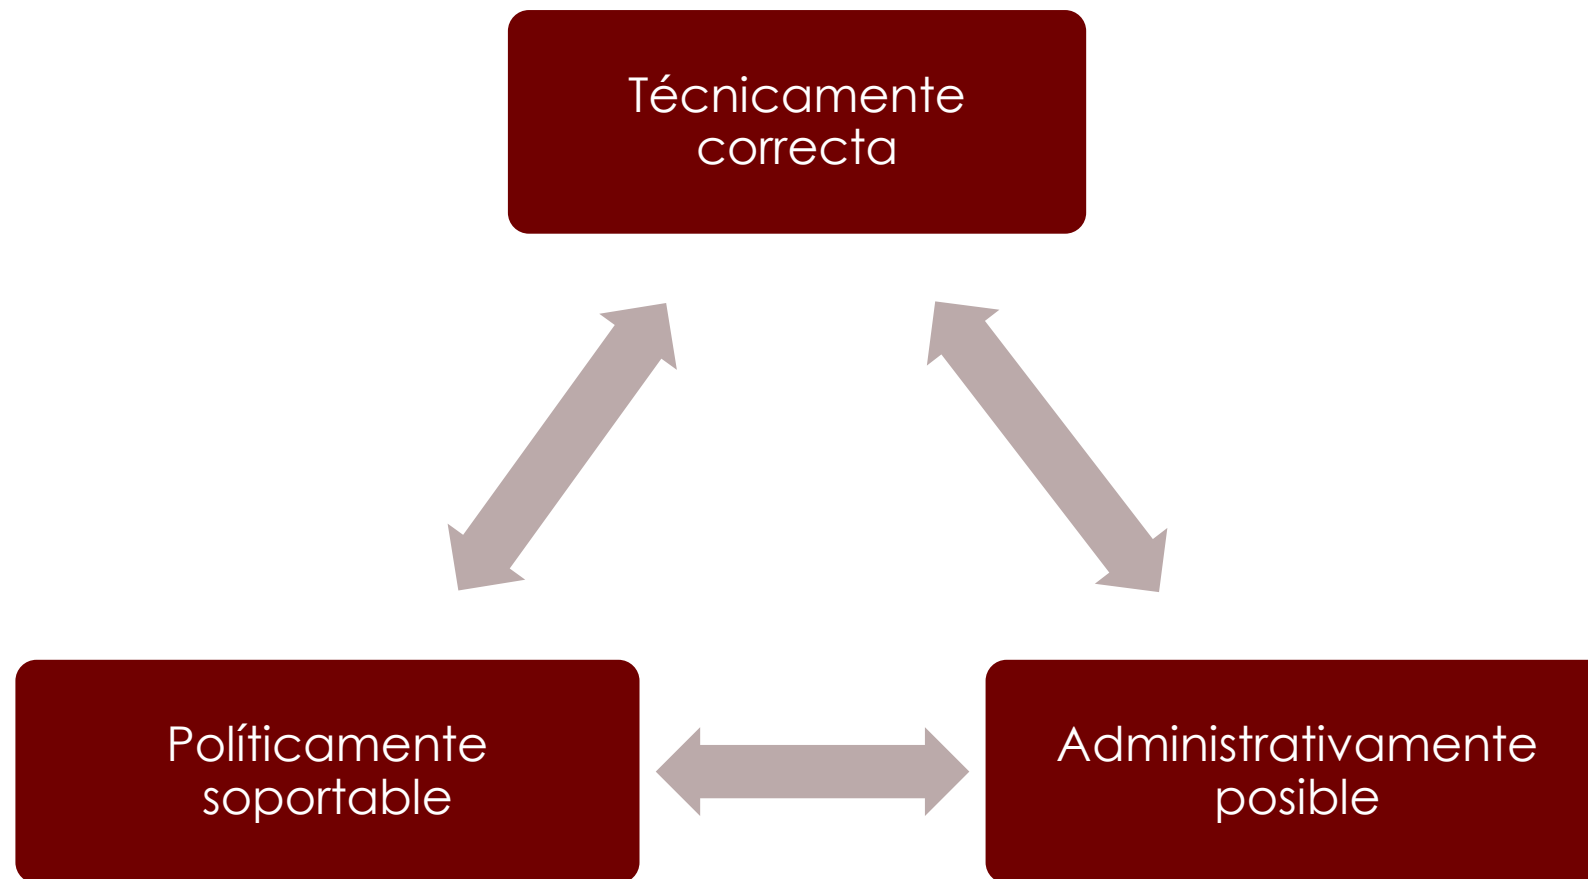 Técnicamente
correcta
Políticamente
soportable
Administrativamente
posible